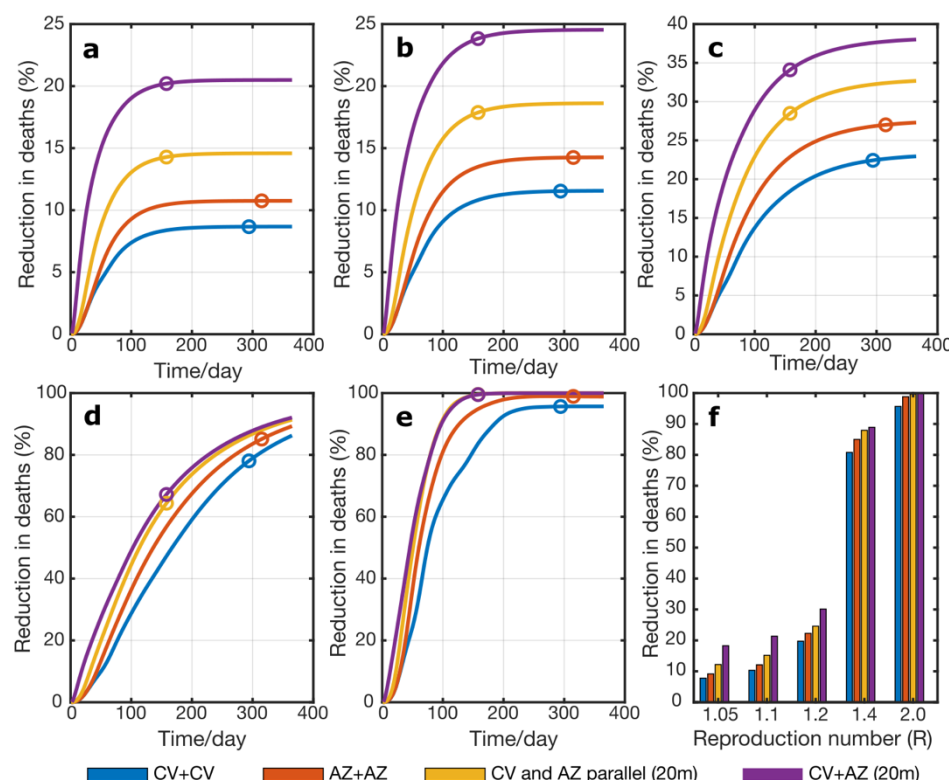 a
Reduction in deaths (%)
25
20
15
10
5
0
0 100 200 300 400
Time/day
b
Reduction in deaths (%)
25
20
15
10
5
0
0 100 200 300 400
Time/day
c
Reduction in deaths (%)
40
35
30
25
20
15
10
5
0
0 100 200 300 400
Time/day
d
Reduction in deaths (%)
100
80
60
40
20
0
0 100 200 300 400
Time/day
e
Reduction in deaths (%)
100
80
60
40
20
0
0 100 200 300 400
Time/day
f
Reduction in deaths (%)
100
90
80
70
60
50
40
30
20
10
0
1.05 1.1 1.2 1.4 2.0
Reproduction number (R)
CV+CV AZ+AZ CV and AZ parallel (20m) CV+AZ (20m)